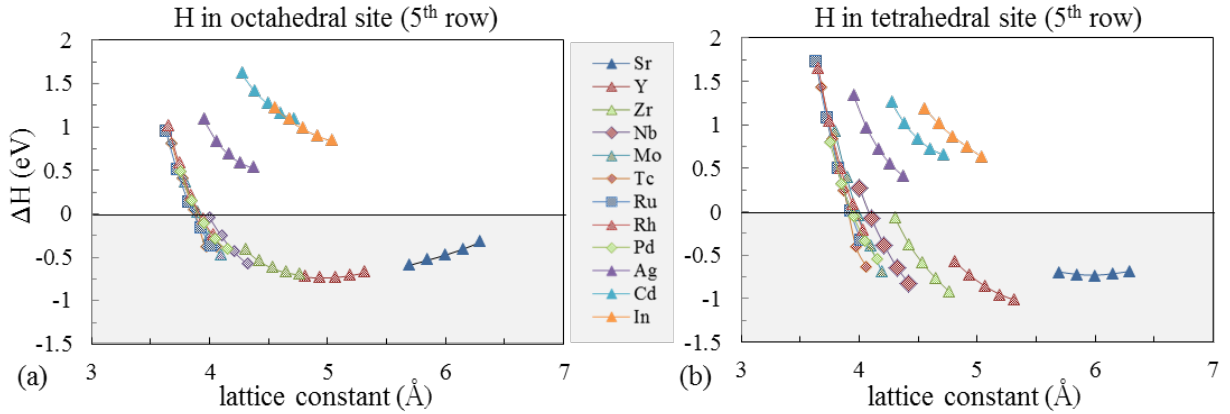 H in octahedral site (5th row)
2
1.5
1
0.5
0
-0.5
-1
-1.5
ΔH (eV)
3 4 5 6 7
(a) lattice constant (Å)
Sr
Y
Zr
Nb
Mo
Tc
Ru
Rh
Pd
Ag
Cd
In
H in tetrahedral site (5th row)
2
1.5
1
0.5
0
-0.5
-1
-1.5
3 4 5 6 7
(b) lattice constant (Å)